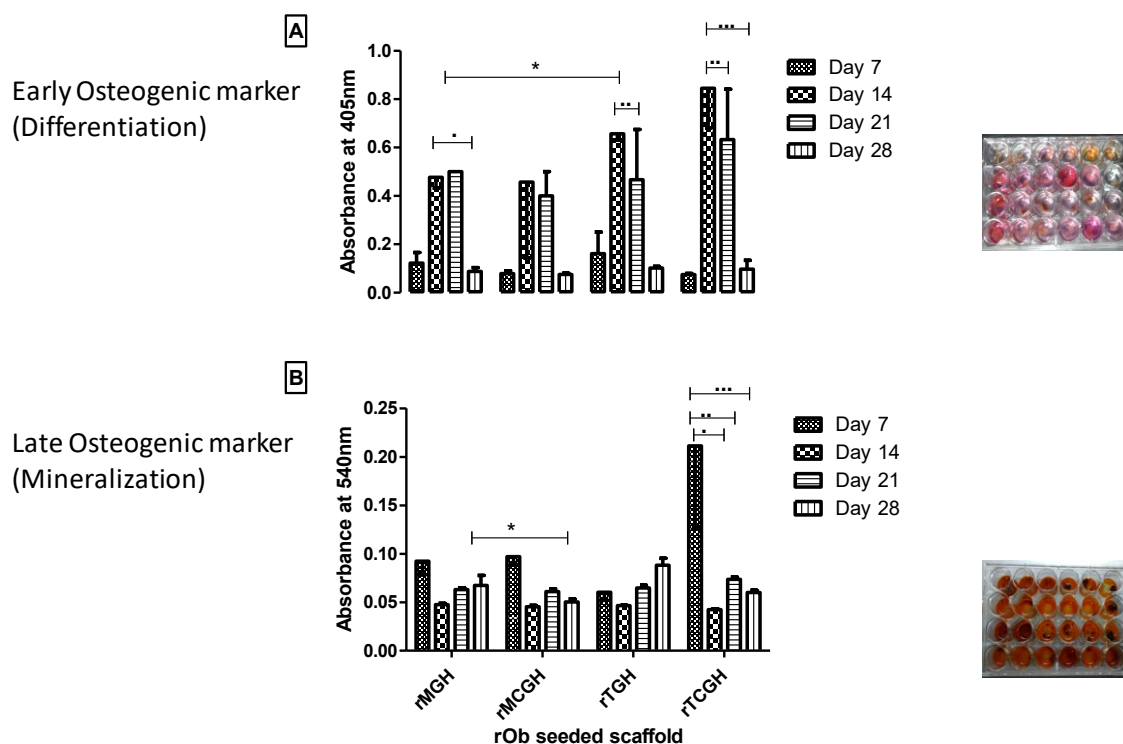 A
Early Osteogenic marker
(Differentiation)
Absorbance at 405nm
1.0
0.8
0.6
0.4
0.2
0.0
*
Day 7
Day 14
Day 21
Day 28
B
Late Osteogenic marker
(Mineralization)
Absorbance at 540nm
0.25
0.20
0.15
0.10
0.05
0.00
*
Day 7
Day 14
Day 21
Day 28
rMGH
rMCGH
rTGH
rTCGH
rOb seeded scaffold